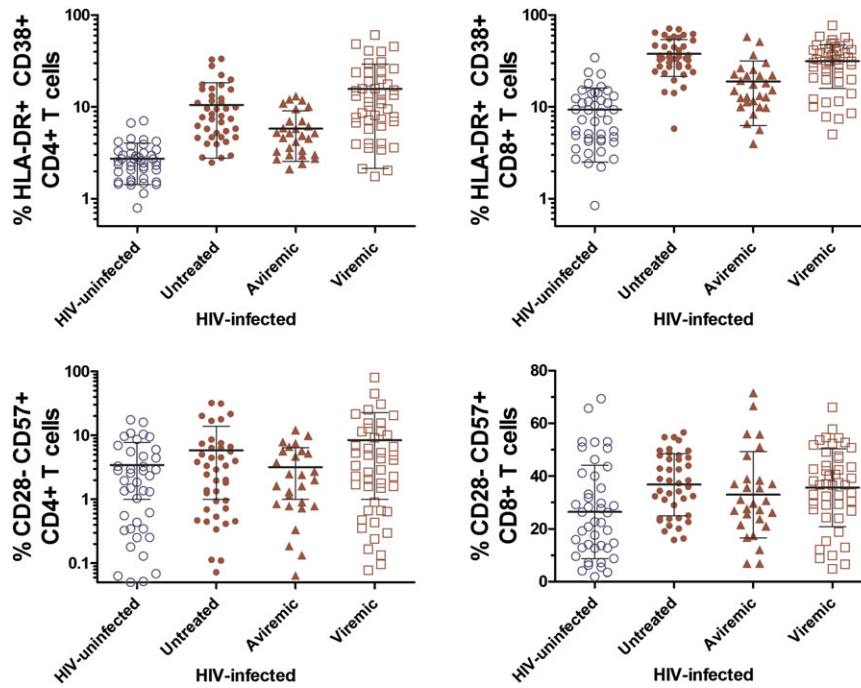 % HLA-DR+ CD38+
CD4+ T cells
100
10
1
HIV-uninfected
Untreated
Aviremic
Viremic
HIV-infected
% HLA-DR+ CD38+
CD8+ T cells
100
10
1
HIV-uninfected
Untreated
Aviremic
Viremic
HIV-infected
% CD28- CD57+
CD4+ T cells
100
10
1
0.1
HIV-uninfected
Untreated
Aviremic
Viremic
HIV-infected
% CD28- CD57+
CD8+ T cells
80
60
40
20
0
HIV-uninfected
Untreated
Aviremic
Viremic
HIV-infected